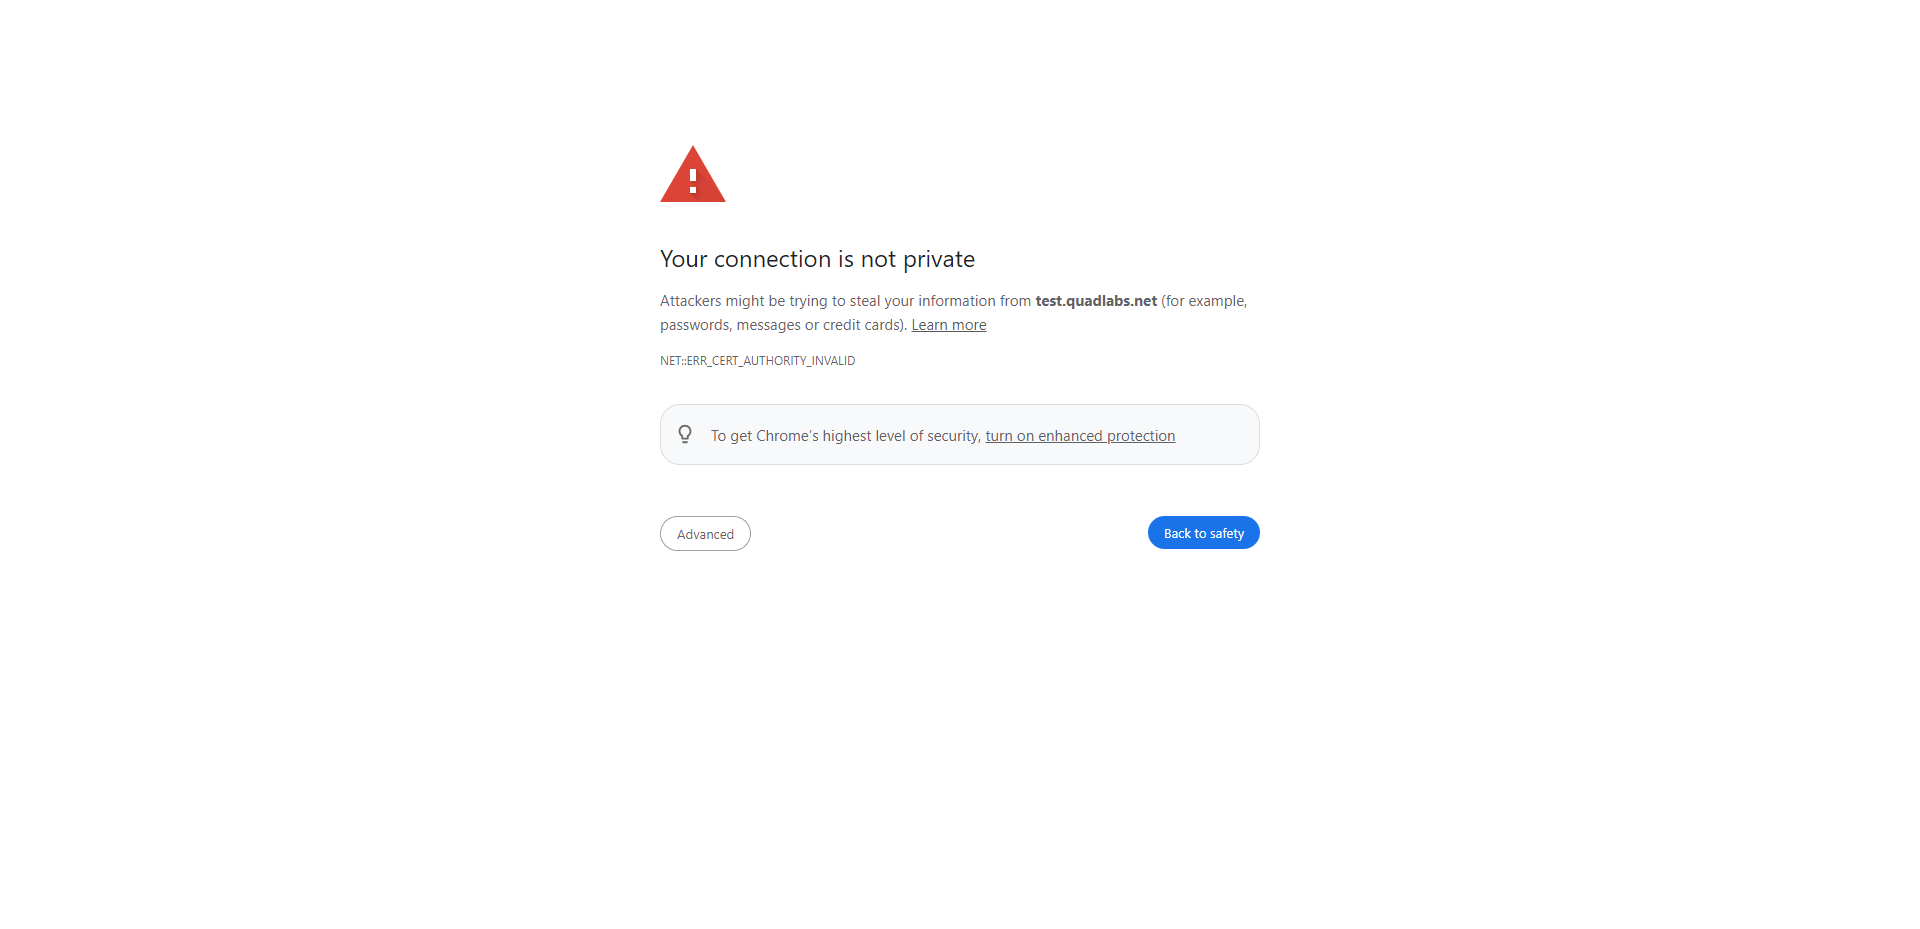 Your connection is not private
Attackers might be trying to steal your information from test.quadlabs.net (for example,
passwords, messages or credit cards). Learn more
NET::ERR_CERT_AUTHORITY_INVALID
To get Chrome’s highest level of security, turn on enhanced protection
Advanced
Back to safety